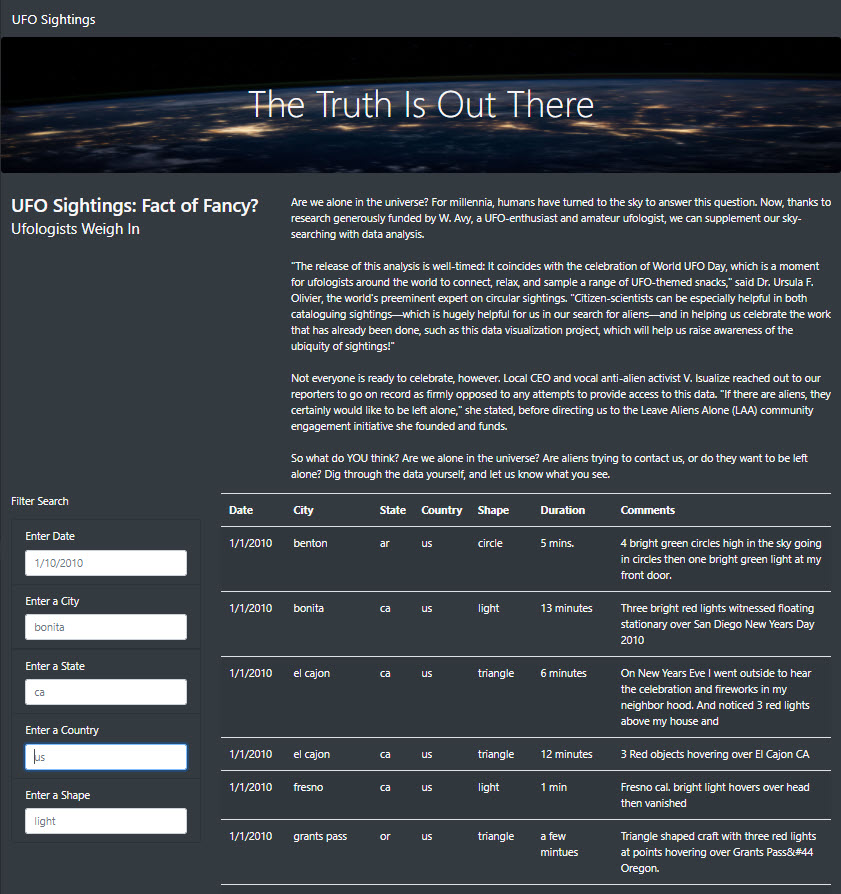 UFO Sightings
The Truth Is Out There
UFO Sightings: Fact of Fancy?
Ufologists Weigh In
Are we alone in the universe? For millennia, humans have turned to the sky to answer this question. Now, thanks to
research generously funded by W. Avy, a UFO-enthusiast and amateur ufologist, we can supplement our sky-
searching with data analysis.
"The release of this analysis is well-timed: It coincides with the celebration of World UFO Day, which is a moment
for ufologists around the world to connect, relax, and sample a range of UFO-themed snacks," said Dr. Ursula F.
Olivier, the world's preeminent expert on circular sightings. "Citizen-scientists can be especially helpful in both
cataloguing sightings—which is hugely helpful for us in our search for aliens—and in helping us celebrate the work
that has already been done, such as this data visualization project, which will help us raise awareness of the
ubiquity of sightings!"
Not everyone is ready to celebrate, however. Local CEO and vocal anti-alien activist V. Isualize reached out to our
reporters to go on record as firmly opposed to any attempts to provide access to this data. "If there are aliens, they
certainly would like to be left alone," she stated, before directing us to the Leave Aliens Alone (LAA) community
engagement initiative she founded and funds.
So what do YOU think? Are we alone in the universe? Are aliens trying to contact us, or do they want to be left
alone? Dig through the data yourself, and let us know what you see.
Filter Search
Enter Date
1/10/2010
Enter a City
bonita
Enter a State
ca
Enter a Country
us
Enter a Shape
light
Date City State Country Shape Duration Comments
1/1/2010 benton ar us circle 5 mins. 4 bright green circles high in the sky going
in circles then one bright green light at my
front door.
1/1/2010 bonita ca us light 13 minutes Three bright red lights witnessed floating
stationary over San Diego New Years Day
2010
1/1/2010 el cajon ca us triangle 6 minutes On New Years Eve I went outside to hear
the celebration and fireworks in my
neighbor hood. And noticed 3 red lights
above my house and
1/1/2010 el cajon ca us triangle 12 minutes 3 Red objects hovering over El Cajon CA
1/1/2010 fresno ca us light 1 min Fresno cal. bright light hovers over head
then vanished
1/1/2010 grants pass or us triangle a few Triangle shaped craft with three red lights
mintues at points hovering over Grants Pass&#44
Oregon.